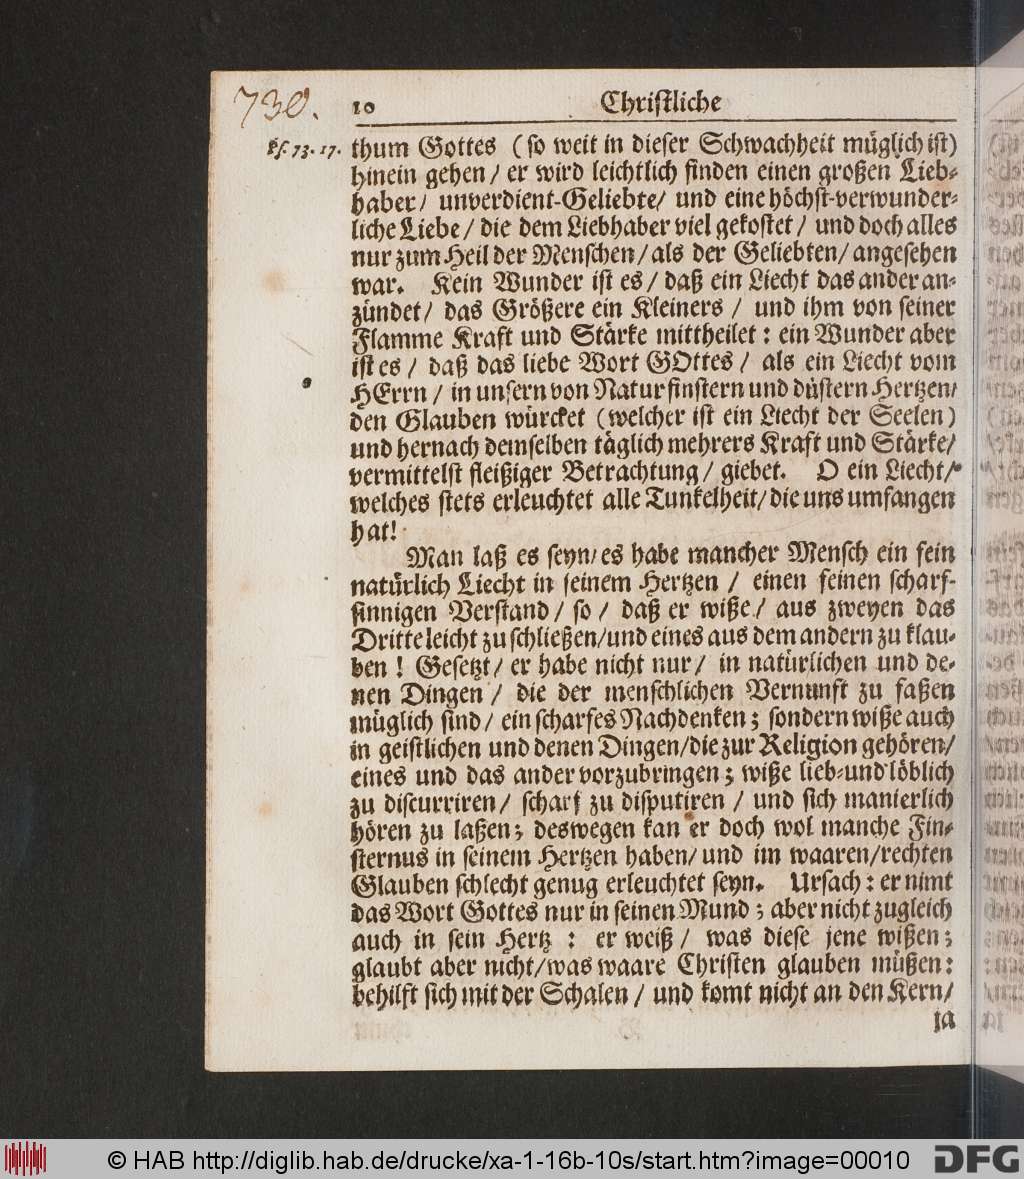 730.
10 Christliche
Ps. 73. 17. thum Gottes (so weit in dieser Schwachheit müglich ist)
hinein gehen / er wird leichtlich finden einen großen Lieb-
haber / unverdient-Geliebte / und eine höchst-verwunder-
liche Liebe / die dem Liebhaber viel gekostet / und doch alles
nur zum Heil der Menschen / als der Geliebten / angesehen
war. Kein Wunder ist es / daß ein Liecht das ander an-
zündet / das Größere ein Kleiners / und ihm von seiner
Flamme Kraft und Stärke mittheilet : ein Wunder aber
ist es / daß das liebe Wort GOttes / als ein Liecht vom
HErrn / in unsern von Natur finstern und düstern Hertzen /
den Glauben würcket (welcher ist ein Liecht der Seelen)
und hernach demselben täglich mehrers Kraft und Stärke /
vermittelst fleißiger Betrachtung / giebet. O ein Liecht /
welches stets erleuchtet alle Tunkelheit / die uns umfangen
hat!
Man laß es seyn / es habe mancher Mensch ein fein
natürlich Liecht in seinem Hertzen / einen feinen scharf-
sinnigen Verstand / so / daß er wiße / aus zweyen das
Dritte leicht zu schließen / und eines aus dem andern zu klau-
ben ! Gesetzt / er habe nicht nur / in natürlichen und de-
nen Dingen / die der menschlichen Vernunft zu faßen
müglich sind / ein scharfes Nachdenken ; sondern wiße auch
in geistlichen und denen Dingen / die zur Religion gehören /
eines und das ander vorzubringen ; wiße lieb- und löblich
zu discurriren / scharf zu disputiren / und sich manierlich
hören zu laßen ; deswegen kan er doch wol manche Fin-
sternus in seinem Hertzen haben / und im waaren / rechten
Glauben schlecht genug erleuchtet seyn. Ursach : er nimt
das Wort Gottes nur in seinen Mund ; aber nicht zugleich
auch in sein Hertz : er weiß / was diese jene wißen ;
glaubt aber nicht / was waare Christen glauben müßen :
behilft sich mit der Schalen / und komt nicht an den Kern /
ja
© HAB http://diglib.hab.de/drucke/xa-1-16b-10s/start.htm?image=00010
DFG